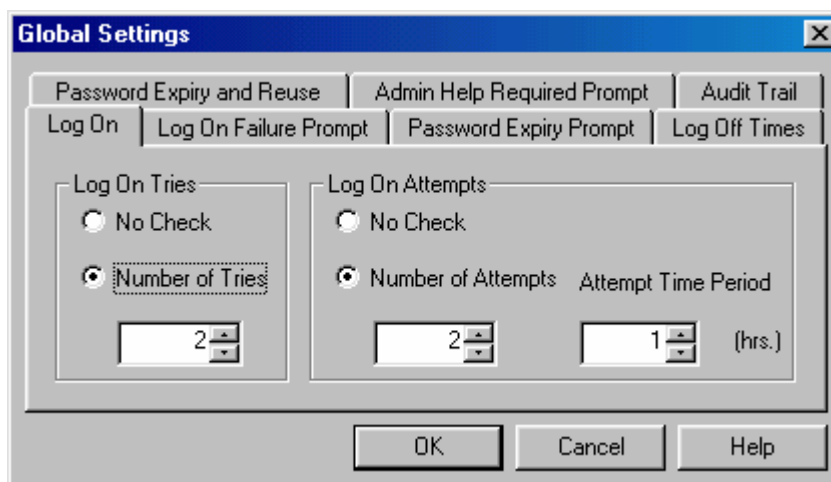 Global Settings
Password Expiry and Reuse Admin Help Required Prompt Audit Trail
Log On Log On Failure Prompt Password Expiry Prompt Log Off Times
Log On Tries
No Check
Number of Tries
2
Log On Attempts
No Check
Number of Attempts Attempt Time Period
2 1 (hrs.)
OK Cancel Help